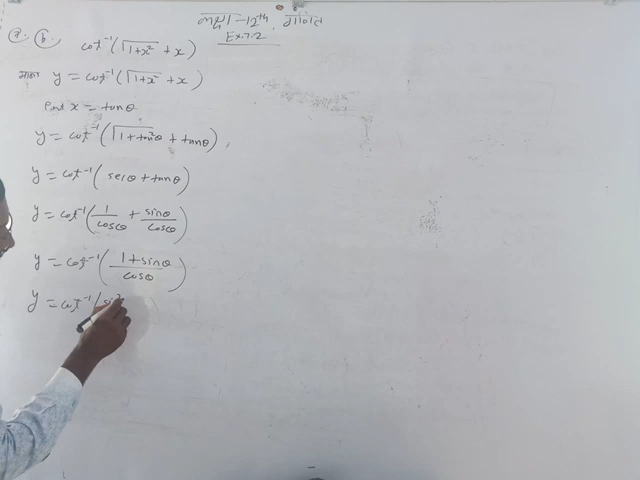 कक्षा - 12th, गणित
Ex 7.2
Q. (b) cot⁻¹(√1+x² + x)
माना y = cot⁻¹(√1+x² + x)
Put x = tanθ
y = cot⁻¹(√1+tan²θ + tanθ),
y = cot⁻¹(secθ + tanθ)
y = cot⁻¹(1/cosθ + sinθ/cosθ)
y = cot⁻¹(1+sinθ/cosθ)
y = cot⁻¹(sin²